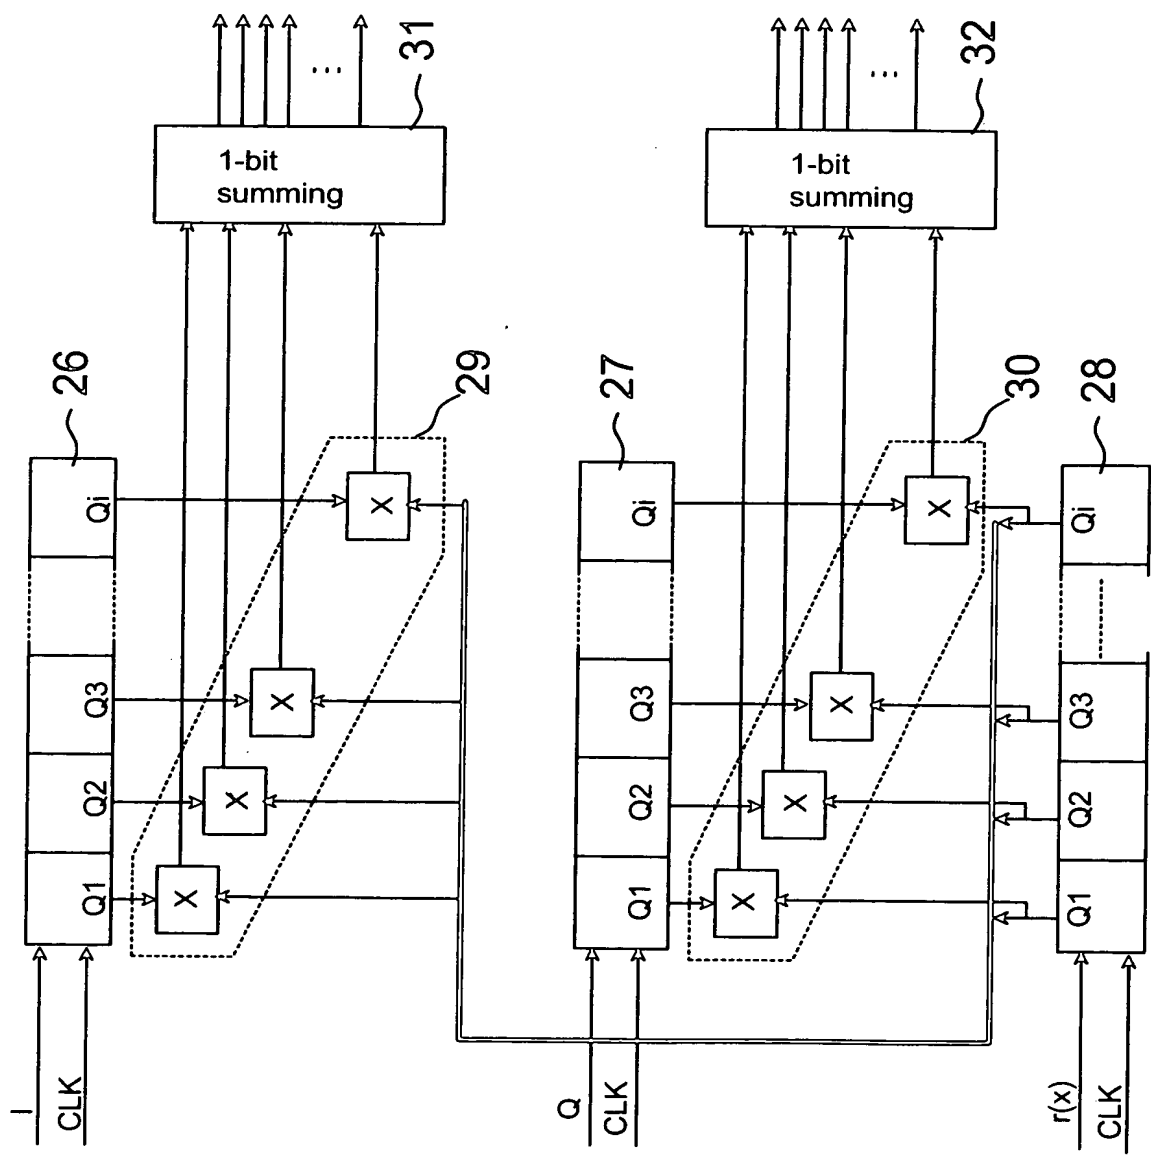 31
32
...
...
1-bit
summing
1-bit
summing
26
29
27
30
28
Qi
X
Qi
X
Qi
Q3
X
Q3
X
Q3
Q2
X
Q2
X
Q2
Q1
X
Q1
X
Q1
I
CLK
Q
CLK
r(x)
CLK